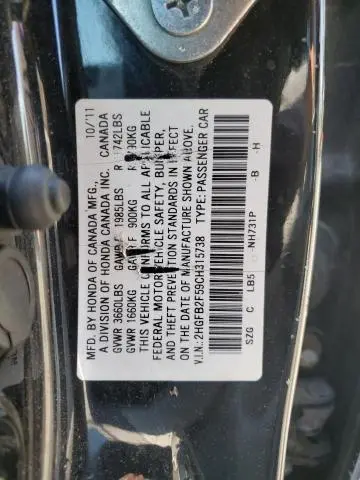 MFD. BY HONDA OF CANADA MFG., 10/11
A DIVISION OF HONDA CANADA INC. CANADA
GVWR 3660LBS 985LBS 742LBS
GVWR 1660KG F 900KG
THIS VEHICLE CONFORMS TO ALL APPLICABLE
FEDERAL MOTOR VEHICLE SAFETY, BUMPER,
AND THEFT PREVENTION STANDARDS IN EFFECT
ON THE DATE OF MANUFACTURE SHOWN ABOVE.
V.I.N.: 2HGFB2F59CH315738 TYPE: PASSENGER CAR
SZG C LB5 NH731P -B -H